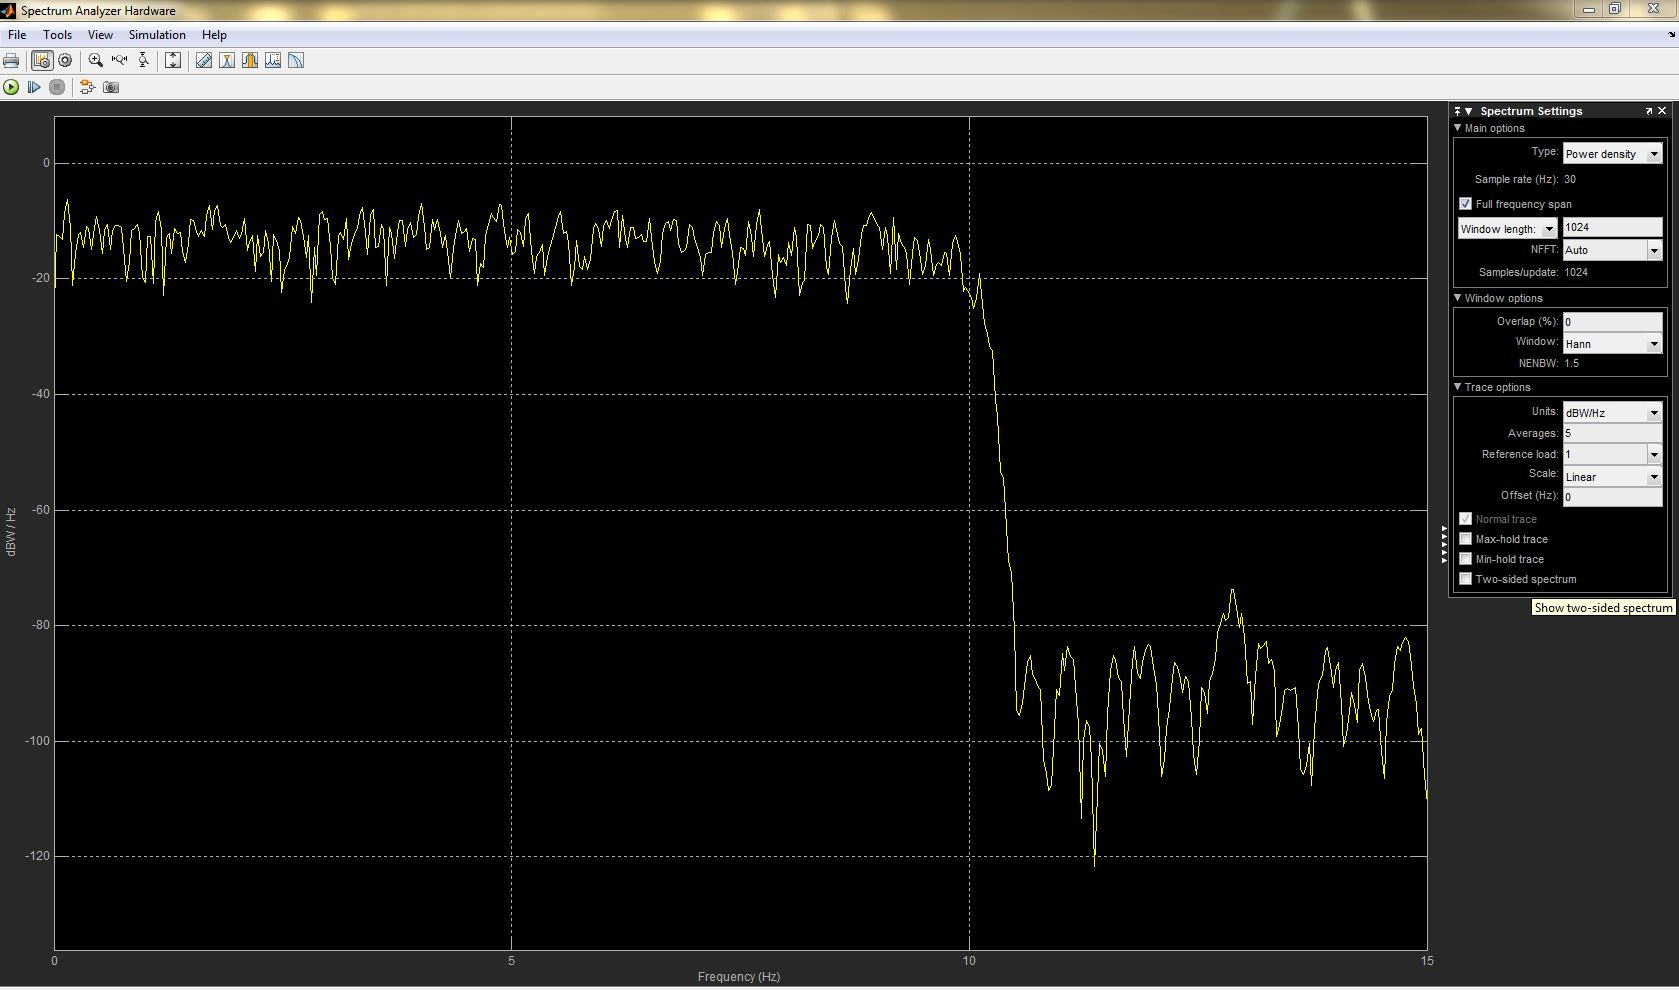 Spectrum Analyzer Hardware
File Tools View Simulation Help
Spectrum Settings
Main options
Type: Power density
Sample rate (Hz): 30
Full frequency span
Window length: 1024
NFFT: Auto
Samples/update: 1024
Window options
Overlap (%): 0
Window: Hann
NENBW: 1.5
Trace options
Units: dBW/Hz
Averages: 5
Reference load: 1
Scale: Linear
Offset (Hz): 0
Normal trace
Max-hold trace
Min-hold trace
Two-sided spectrum
Show two-sided spectrum
0
-20
-40
-60
-80
-100
-120
dBW / Hz
0 5 10 15
Frequency (Hz)